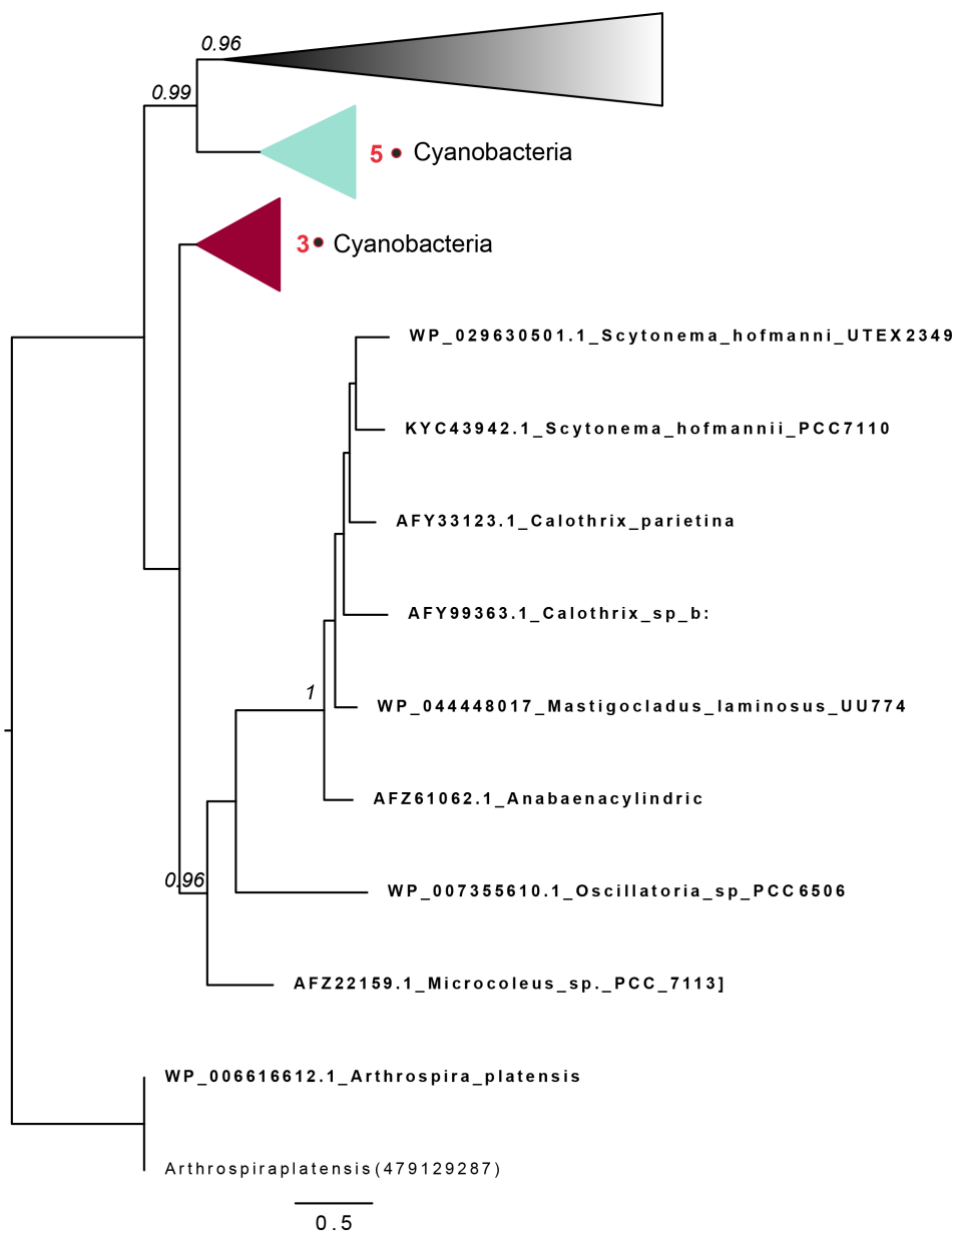 0.96
0.99
5 • Cyanobacteria
3 • Cyanobacteria
WP_029630501.1_Scytonema_hofmanni_UTEX2349
KYC43942.1_Scytonema_hofmannii_PCC7110
AFY33123.1_Calothrix_parietina
AFY99363.1_Calothrix_sp_b:
1
WP_044448017_Mastigocladus_laminosus_UU774
AFZ61062.1_Anabaenacylindric
0.96
WP_007355610.1_Oscillatoria_sp_PCC6506
AFZ22159.1_Microcoleus_sp._PCC_7113]
WP_006616612.1_Arthrospira_platensis
Arthrospiraplatensis(479129287)
0.5